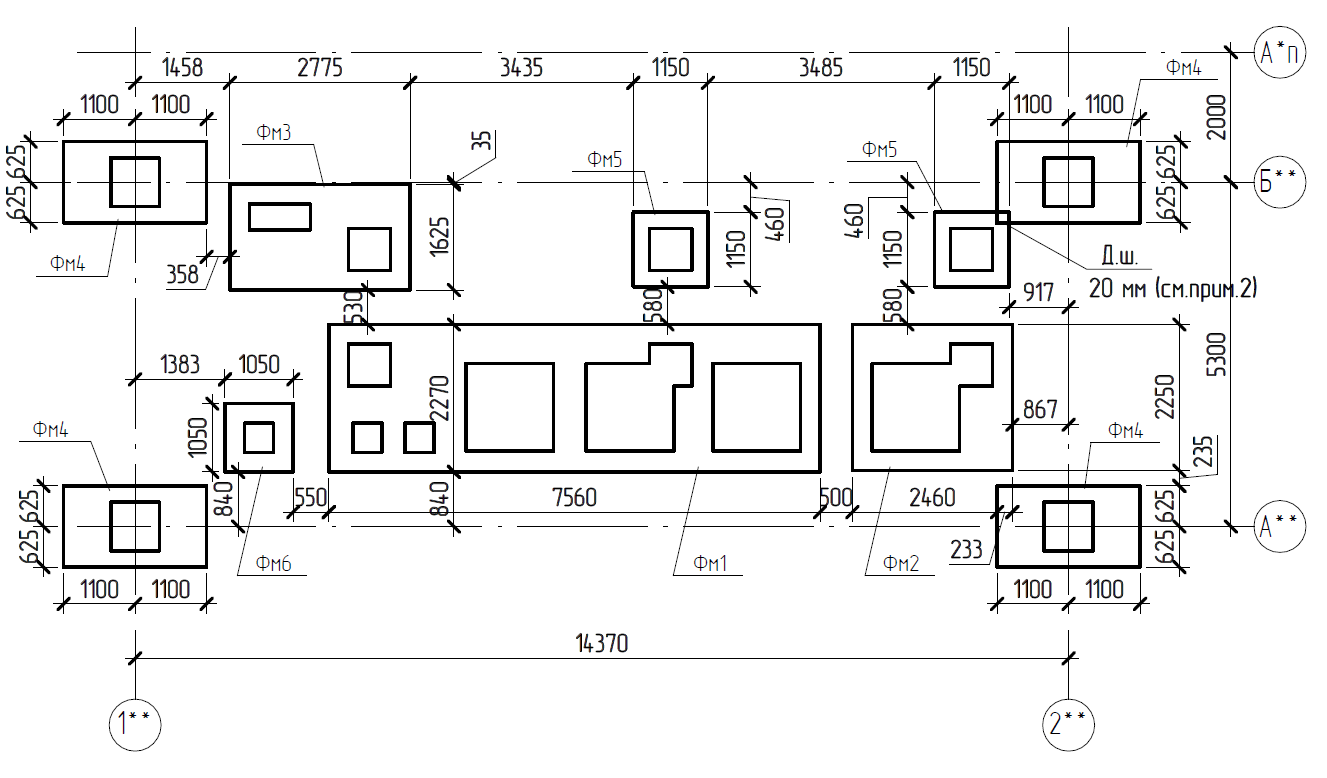 А*п
1458 2775 3435 1150 3485 1150
Фм4
1100 1100
1100 1100
2000
Фм3
35
Фм5
Фм5
625 625
625 625
Б**
460
460
1625
1150
1150
Фм4
358
Д.ш.
20 мм (см.прим.2)
530
580
580
917
5300
1383 1050
2270
2250
867
1050
Фм4
Фм4
235
625 625
840
550 7560 500 2460
840
625 625
А**
233
Фм6
Фм1
Фм2
1100 1100
1100 1100
14370
1**
2**